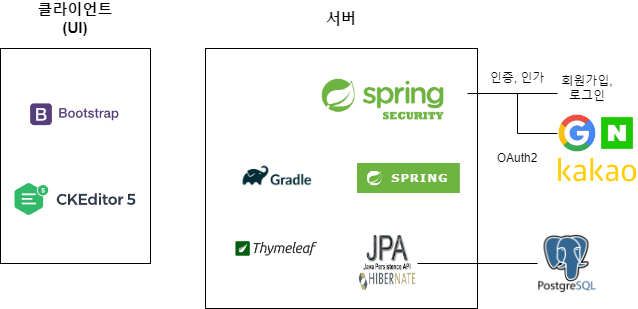 클라이언트
(UI)
서버
B
Bootstrap
5
CKEditor 5
spring
SECURITY
Gradle
SPRING
Thymeleaf
JPA
Java Persistence API
HIBERNATE
인증, 인가
회원가입,
로그인
OAuth2
G
N
kakao
PostgreSQL